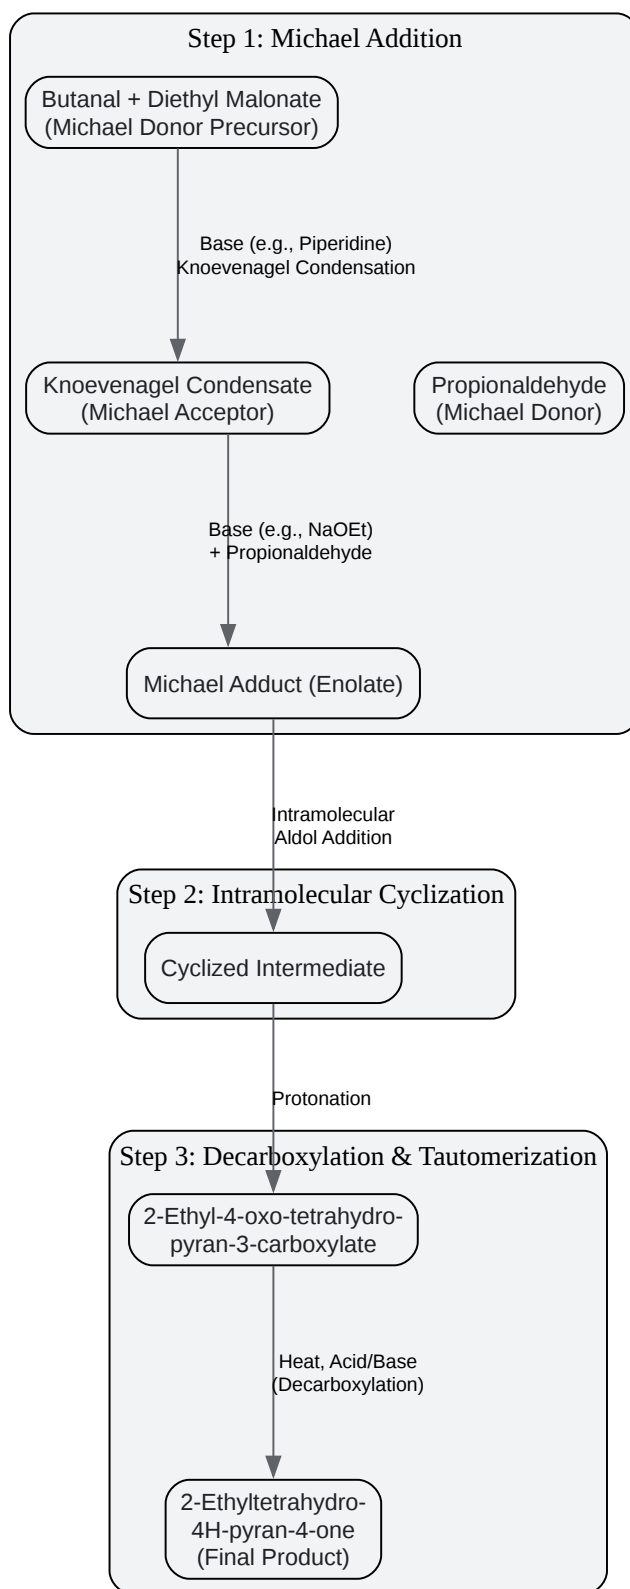 Step 1: Michael Addition
Butanal + Diethyl Malonate
(Michael Donor Precursor)
Base (e.g., Piperidine)
Knoevenagel Condensation
Knoevenagel Condensate
(Michael Acceptor)
Propionaldehyde
(Michael Donor)
Base (e.g., NaOEt)
+ Propionaldehyde
Michael Adduct (Enolate)
Intramolecular
Aldol Addition
Step 2: Intramolecular Cyclization
Cyclized Intermediate
Protonation
Step 3: Decarboxylation & Tautomerization
2-Ethyl-4-oxo-tetrahydro-
pyran-3-carboxylate
Heat, Acid/Base
(Decarboxylation)
2-Ethyltetrahydro-
4H-pyran-4-one
(Final Product)